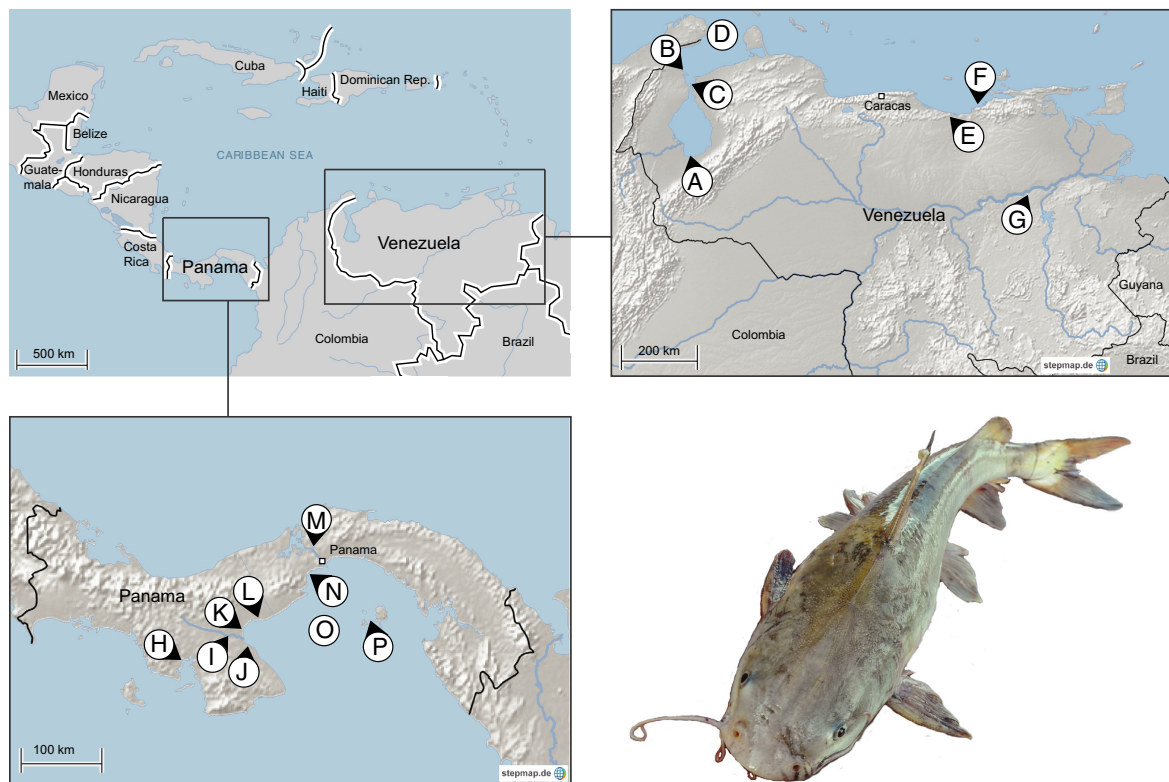 Cuba
Haiti
Dominican Rep.
Mexico
Belize
CARIBBEAN SEA
Guate-
mala
Honduras
Nicaragua
Costa
Rica
Panama
Venezuela
Colombia
Brazil
500 km
B
D
C
F
Caracas
E
A
Venezuela
G
Guyana
Colombia
Brazil
200 km
stepmap.de
M
Panama
Panama
L
N
K
O
H
I
J
P
100 km
stepmap.de